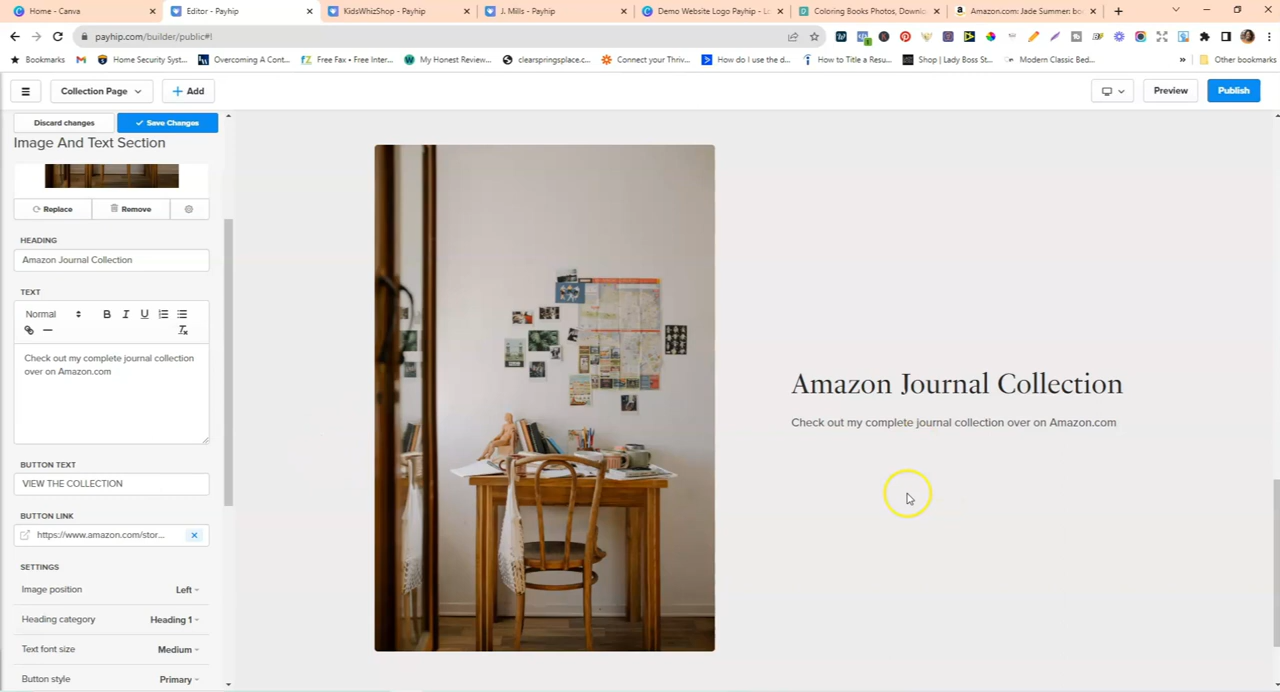 Home - Canva
Editor - Payhip
KidsWhizShop - Payhip
J. Mills - Payhip
Demo Website Logo Payhip - Lo
Coloring Books Photos, Downlo
Amazon.com: Jade Summer: bo
payhip.com/builder/public#!
Bookmarks
Home Security Syst...
Overcoming A Cont...
Free Fax • Free Inter...
My Honest Review...
clearspringsplace.c...
Connect your Thriv...
How do I use the d...
How to Title a Resu...
Shop | Lady Boss St...
Modern Classic Bed...
Other bookmarks
Collection Page
Add
Preview
Publish
Discard changes
Save Changes
Image And Text Section
Replace
Remove
HEADING
Amazon Journal Collection
TEXT
Normal
B I U
Check out my complete journal collection
over on Amazon.com
BUTTON TEXT
VIEW THE COLLECTION
BUTTON LINK
https://www.amazon.com/stor...
SETTINGS
Image position Left
Heading category Heading 1
Text font size Medium
Button style Primary
Amazon Journal Collection
Check out my complete journal collection over on Amazon.com